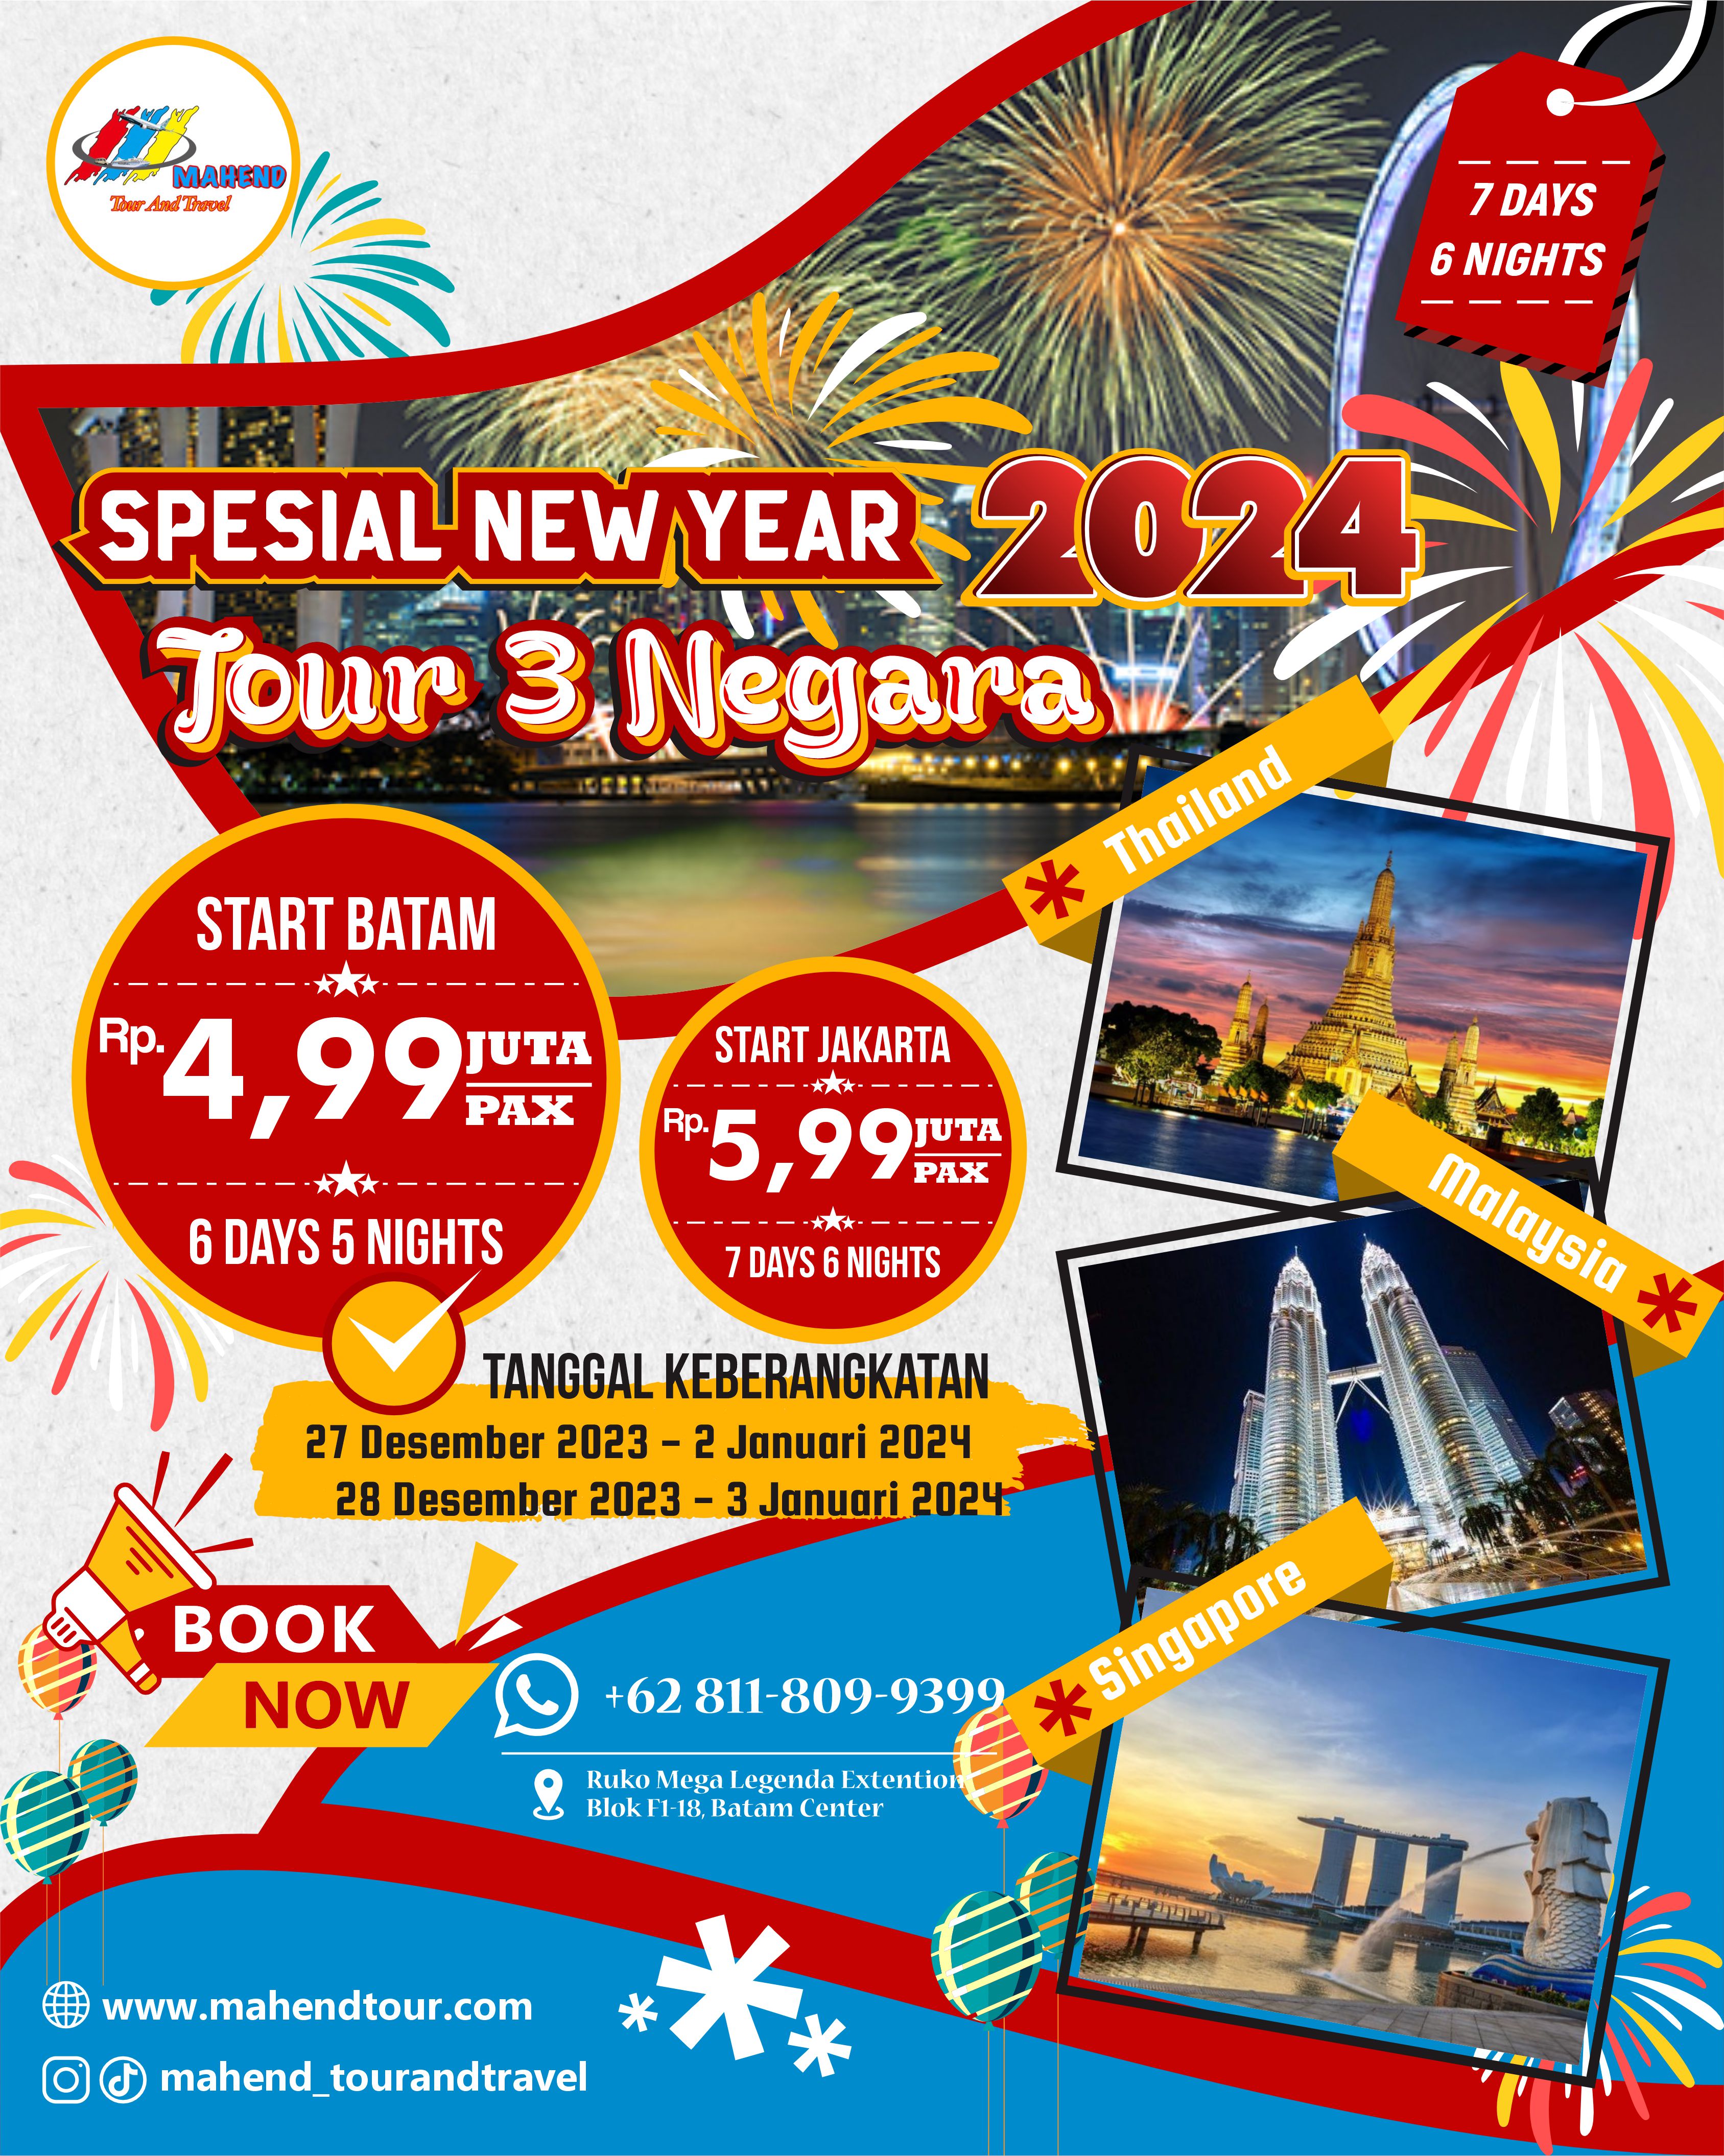 MAHEND
Tour And Travel
7 DAYS
6 NIGHTS
SPESIAL NEW YEAR 2024
Tour 3 Negara
START BATAM
Rp. 4,99 JUTA
PAX
6 DAYS 5 NIGHTS
START JAKARTA
Rp. 5,99 JUTA
PAX
7 DAYS 6 NIGHTS
* Thailand
Malaysia *
* Singapore
TANGGAL KEBERANGKATAN
27 Desember 2023 – 2 Januari 2024
28 Desember 2023 – 3 Januari 2024
BOOK
NOW
+62 811-809-9399
Ruko Mega Legenda Extention
Blok F1-18, Batam Center
www.mahendtour.com
mahend_tourandtravel